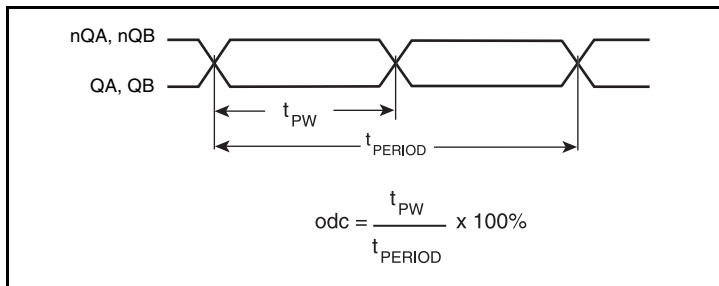 nQA, nQB
QA, QB
tPW
tPERIOD
odc = tPW / tPERIOD x 100%